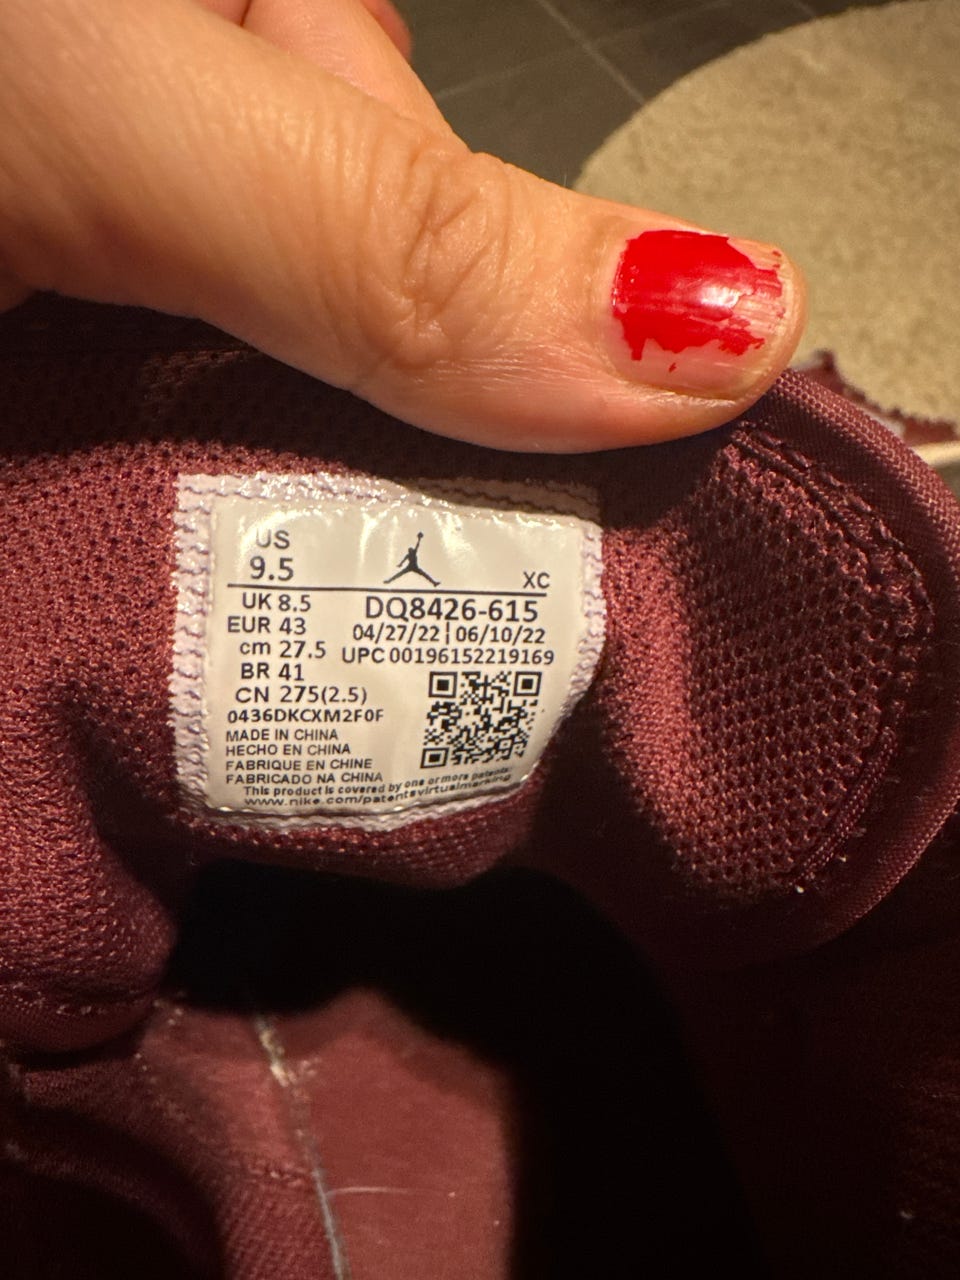 US
9.5
XC
UK 8.5
DQ8426-615
EUR 43
04/27/22 | 06/10/22
cm 27.5
UPC 00196152219169
BR 41
CN 275(2.5)
0436DKCXM2F0F
MADE IN CHINA
HECHO EN CHINA
FABRIQUE EN CHINE
FABRICADO NA CHINA
This product is covered by one or more patents.
www.nike.com/patentsvirtualmarking